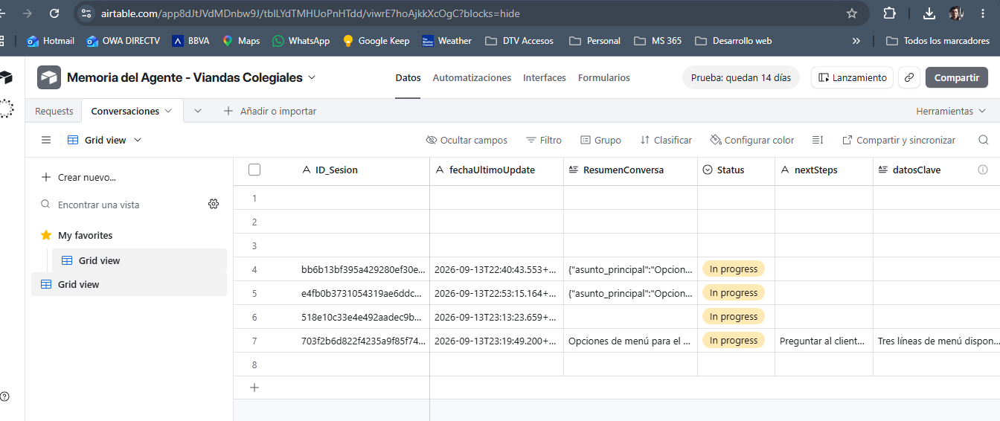 airtable.com/app8dJtJVdMDnbw9J/tblLYdTMHUoPnHTdd/viwrE7hoAjkkXcOgC?blocks=hide
Hotmail OWA DIRECTV BBVA Maps WhatsApp Google Keep Weather DTV Accesos Personal MS 365 Desarrollo web » Todos los marcadores
Memoria del Agente - Viandas Colegiales Datos Automatizaciones Interfaces Formularios Prueba: quedan 14 días Lanzamiento Compartir
Requests Conversaciones Añadir o importar Herramientas
Grid view Ocultar campos Filtro Grupo Clasificar Configurar color Compartir y sincronizar
Crear nuevo...
Encontrar una vista
My favorites
Grid view
Grid view
ID_Sesion fechaUltimoUpdate ResumenConversa Status nextSteps datosClave
1
2
3
4 bb6b13bf395a429280ef30e... 2026-09-13T22:40:43.553+... {"asunto_principal":"Opcion... In progress
5 e4fb0b3731054319ae6ddc... 2026-09-13T22:53:15.164+... {"asunto_principal":"Opcion... In progress
6 518e10c33e4e492aadec9b... 2026-09-13T23:13:23.659+... In progress
7 703f2b6d822f4235a9f85f74... 2026-09-13T23:19:49.200+... Opciones de menú para el ... In progress Preguntar al client... Tres líneas de menú dispon...
8